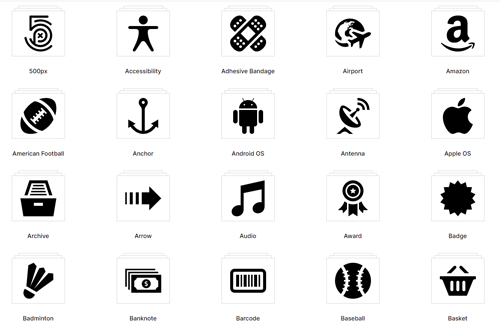 500px
Accessibility
Adhesive Bandage
Airport
Amazon
American Football
Anchor
Android OS
Antenna
Apple OS
Archive
Arrow
Audio
Award
Badge
Badminton
Banknote
Barcode
Baseball
Basket